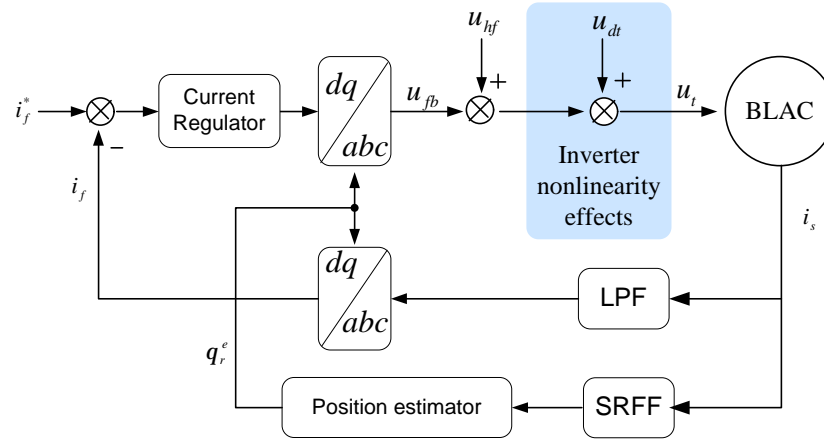 u_hf
u_dt
i_f^*
Current
Regulator
dq
abc
u_fb
+
+
u_t
BLAC
−
i_f
Inverter
nonlinearity
effects
i_s
dq
abc
LPF
q_r^e
Position estimator
SRFF